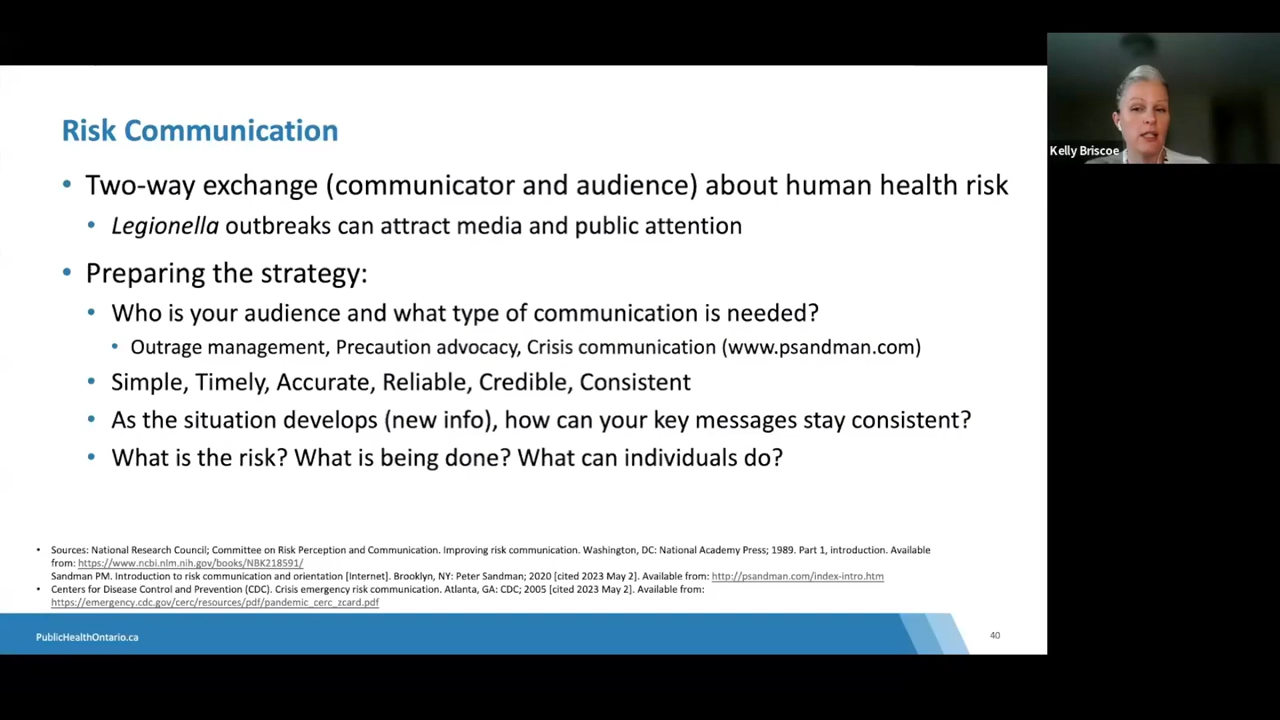 Risk Communication
• Two-way exchange (communicator and audience) about human health risk
• Legionella outbreaks can attract media and public attention
• Preparing the strategy:
• Who is your audience and what type of communication is needed?
• Outrage management, Precaution advocacy, Crisis communication (www.psandman.com)
• Simple, Timely, Accurate, Reliable, Credible, Consistent
• As the situation develops (new info), how can your key messages stay consistent?
• What is the risk? What is being done? What can individuals do?
• Sources: National Research Council; Committee on Risk Perception and Communication. Improving risk communication. Washington, DC: National Academy Press; 1989. Part 1, introduction. Available
from: https://www.ncbi.nlm.nih.gov/books/NBK218591/
Sandman PM. Introduction to risk communication and orientation [Internet]. Brooklyn, NY: Peter Sandman; 2020 [cited 2023 May 2]. Available from: http://psandman.com/index-intro.htm
• Centers for Disease Control and Prevention (CDC). Crisis emergency risk communication. Atlanta, GA: CDC; 2005 [cited 2023 May 2]. Available from:
https://emergency.cdc.gov/cerc/resources/pdf/pandemic_cerc_zcard.pdf
PublicHealthOntario.ca
40
Kelly Briscoe